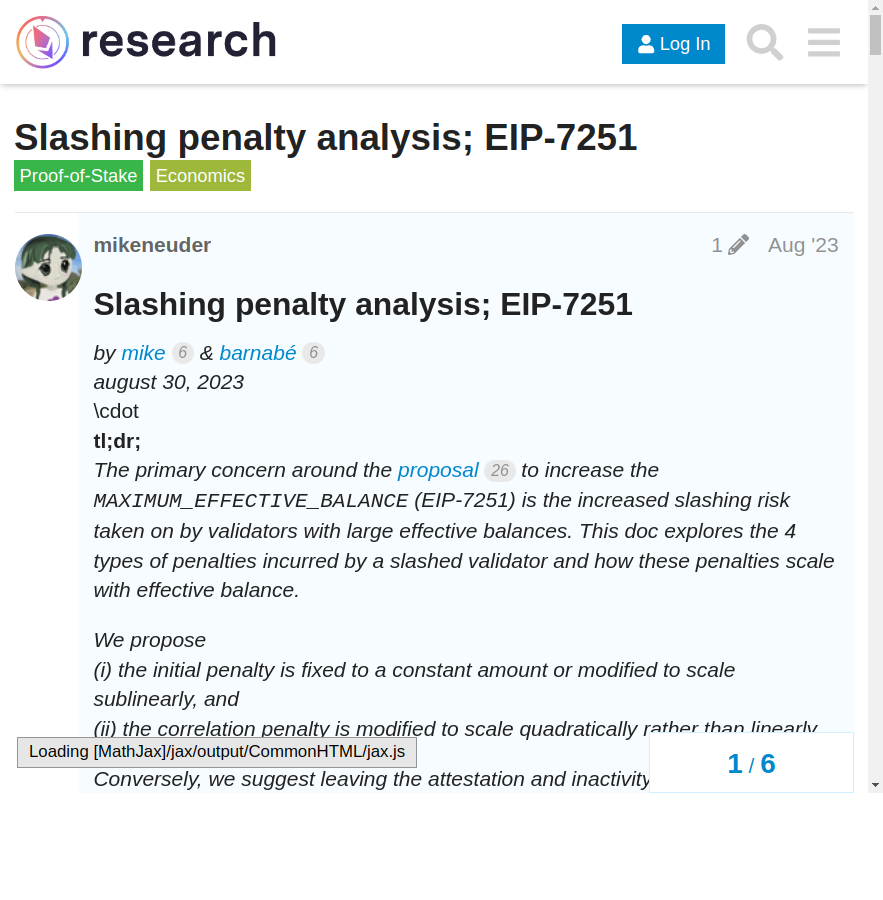 research
Log In
Slashing penalty analysis; EIP-7251
Proof-of-Stake Economics
mikeneuder 1 Aug '23
Slashing penalty analysis; EIP-7251
by mike 6 & barnabé 6
august 30, 2023
\cdot
tl;dr;
The primary concern around the proposal 26 to increase the
MAXIMUM_EFFECTIVE_BALANCE (EIP-7251) is the increased slashing risk
taken on by validators with large effective balances. This doc explores the 4
types of penalties incurred by a slashed validator and how these penalties scale
with effective balance.
We propose
(i) the initial penalty is fixed to a constant amount or modified to scale
sublinearly, and
(ii) the correlation penalty is modified to scale quadratically rather than linearly.
Loading [MathJax]/jax/output/CommonHTML/jax.js
1 / 6
Conversely, we suggest leaving the attestation and inactivity